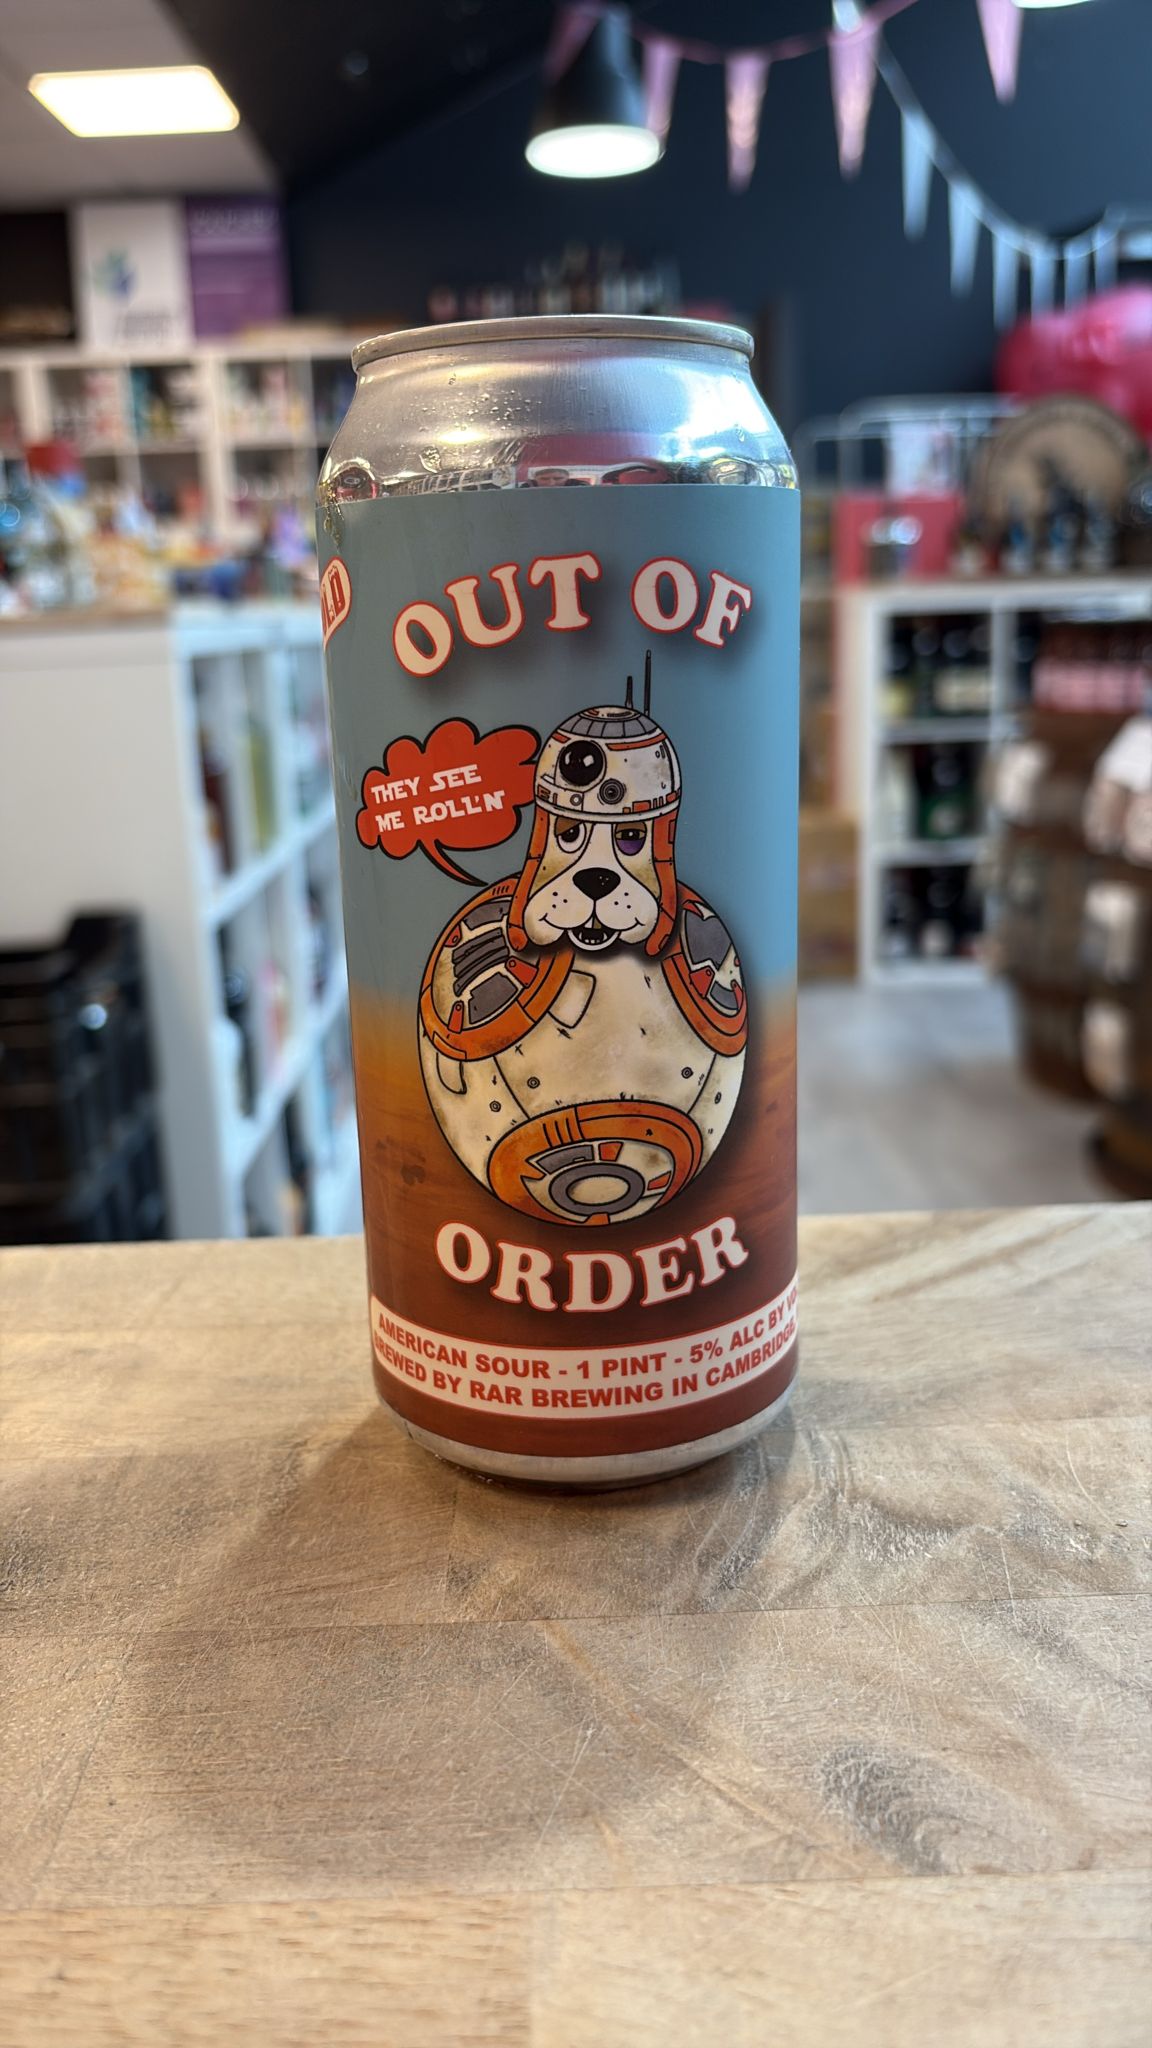 OUT OF
THEY SEE
ME ROLL'N
ORDER
AMERICAN SOUR - 1 PINT - 5% ALC BY
BREWED BY RAR BREWING IN CAMBRIDGE,